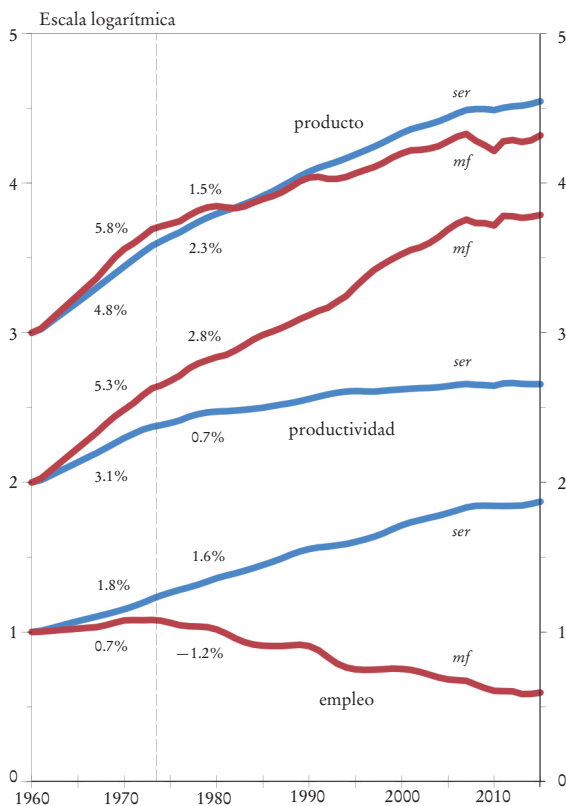 Escala logarítmica
5 5
ser
producto
mf
4 1.5% 4
5.8%
2.3%
4.8%
mf
3 3
2.8%
ser
5.3%
productividad
0.7%
3.1%
2 2
ser
1.6%
1.8%
1 1
0.7%
−1.2%
mf
empleo
0 0
1960 1970 1980 1990 2000 2010